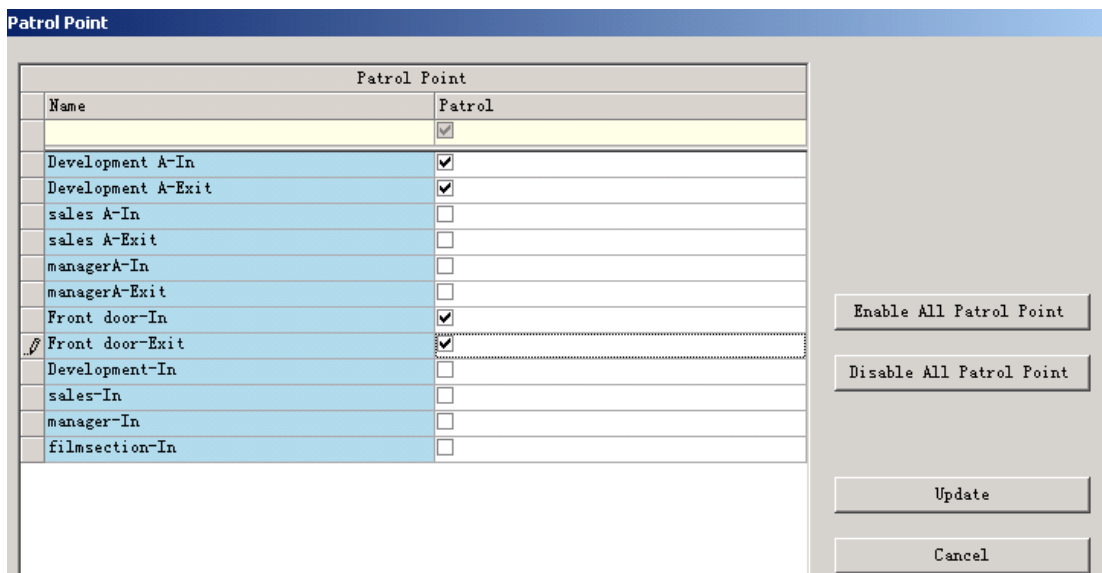 Patrol Point
Patrol Point
Name Patrol
Development A-In
Development A-Exit
sales A-In
sales A-Exit
managerA-In
managerA-Exit
Front door-In
Front door-Exit
Development-In
sales-In
manager-In
filmsection-In
Enable All Patrol Point
Disable All Patrol Point
Update
Cancel